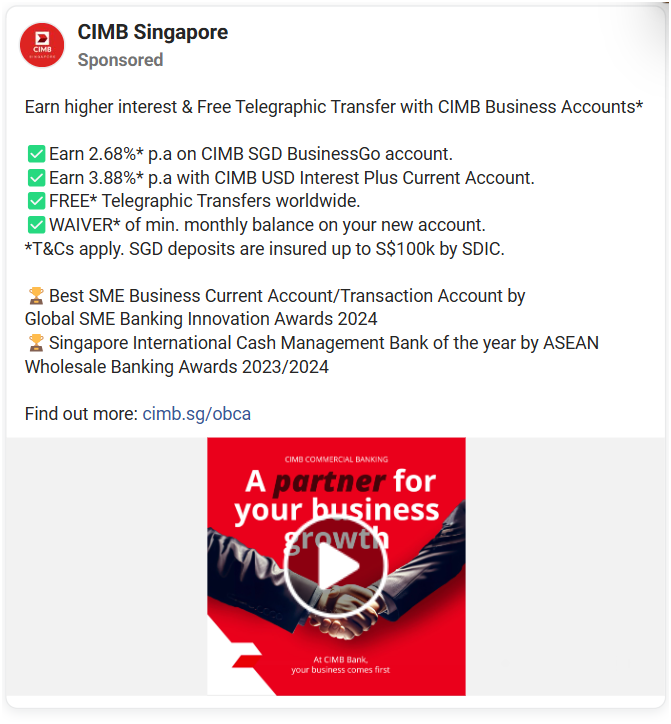 CIMB
SINGAPORE
CIMB Singapore
Sponsored
Earn higher interest & Free Telegraphic Transfer with CIMB Business Accounts*
✅ Earn 2.68%* p.a on CIMB SGD BusinessGo account.
✅ Earn 3.88%* p.a with CIMB USD Interest Plus Current Account.
✅ FREE* Telegraphic Transfers worldwide.
✅ WAIVER* of min. monthly balance on your new account.
*T&Cs apply. SGD deposits are insured up to S$100k by SDIC.
🏆 Best SME Business Current Account/Transaction Account by
Global SME Banking Innovation Awards 2024
🏆 Singapore International Cash Management Bank of the year by ASEAN
Wholesale Banking Awards 2023/2024
Find out more: cimb.sg/obca
CIMB COMMERCIAL BANKING
A partner for
your business
growth
At CIMB Bank,
your business comes first